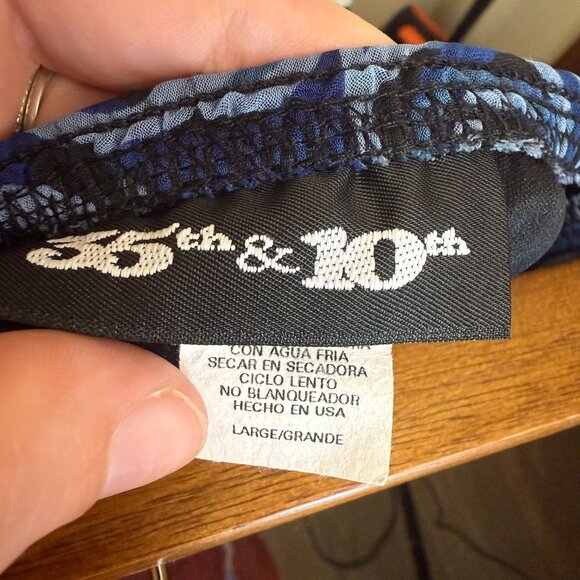 35th & 10th
CON AGUA FRIA
SECAR EN SECADORA
CICLO LENTO
NO BLANQUEADOR
HECHO EN USA
LARGE/GRANDE